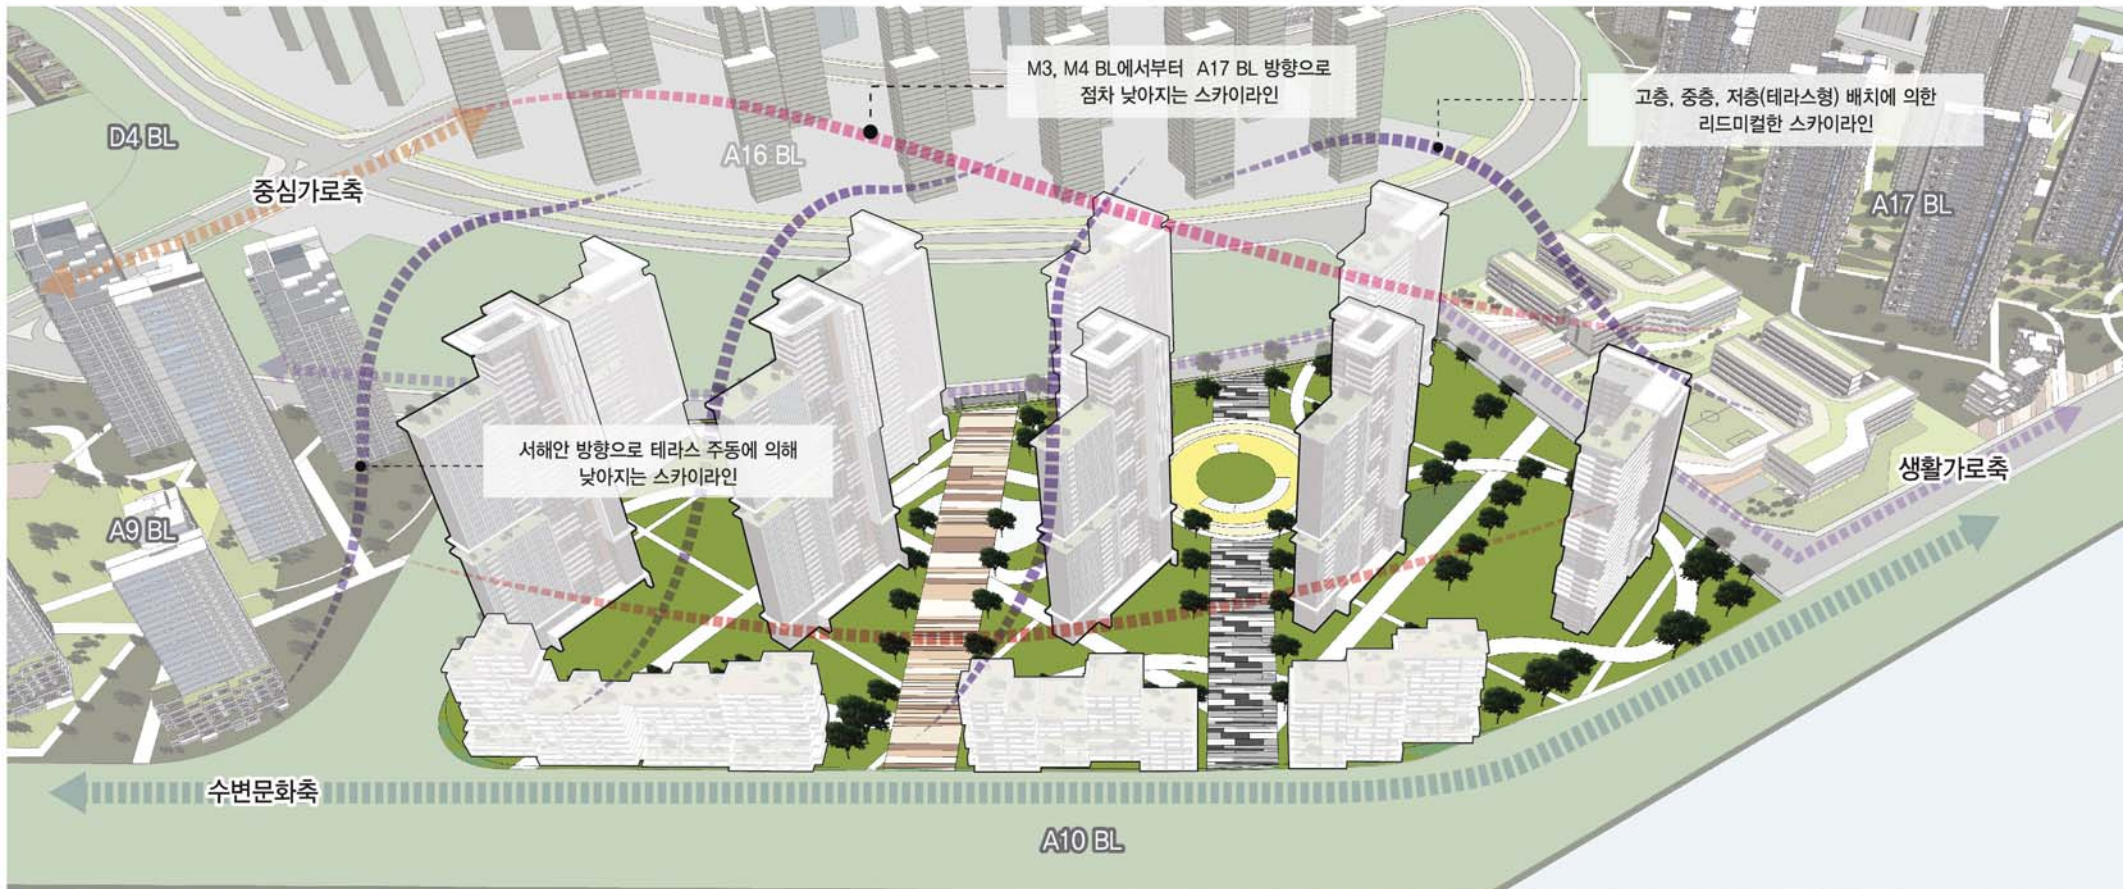 M3, M4 BL에서부터 A17 BL 방향으로
점차 낮아지는 스카이라인
고층, 중층, 저층(테라스형) 배치에 의한
리드미컬한 스카이라인
D4 BL
A16 BL
중심가로축
A17 BL
서해안 방향으로 테라스 주동에 의해
낮아지는 스카이라인
생활가로축
A9 BL
수변문화축
A10 BL